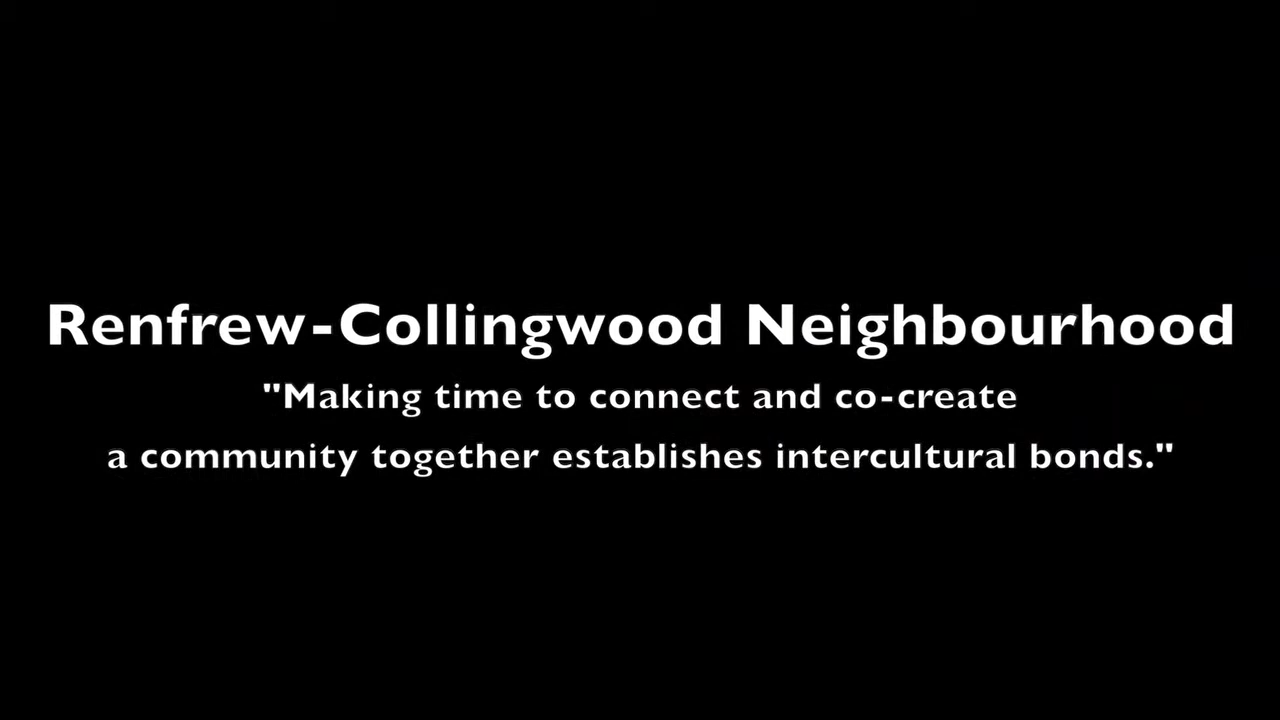 Renfrew-Collingwood Neighbourhood
"Making time to connect and co-create
a community together establishes intercultural bonds."